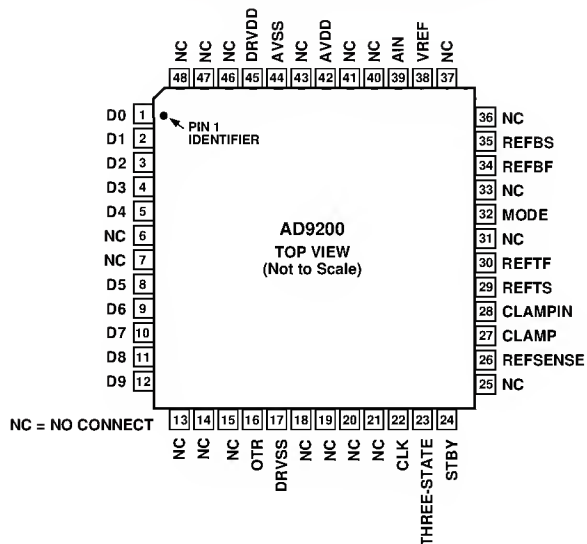 NC NC NC DRVDD AVSS NC AVDD NC NC AIN VREF NC
48 47 46 45 44 43 42 41 40 39 38 37
D0 1
D1 2
D2 3
D3 4
D4 5
NC 6
NC 7
D5 8
D6 9
D7 10
D8 11
D9 12
PIN 1
IDENTIFIER
AD9200
TOP VIEW
(Not to Scale)
36 NC
35 REFBS
34 REFBF
33 NC
32 MODE
31 NC
30 REFTF
29 REFTS
28 CLAMPIN
27 CLAMP
26 REFSENSE
25 NC
NC = NO CONNECT
13 14 15 16 17 18 19 20 21 22 23 24
NC NC NC OTR DRVSS NC NC NC NC CLK THREE-STATE STBY